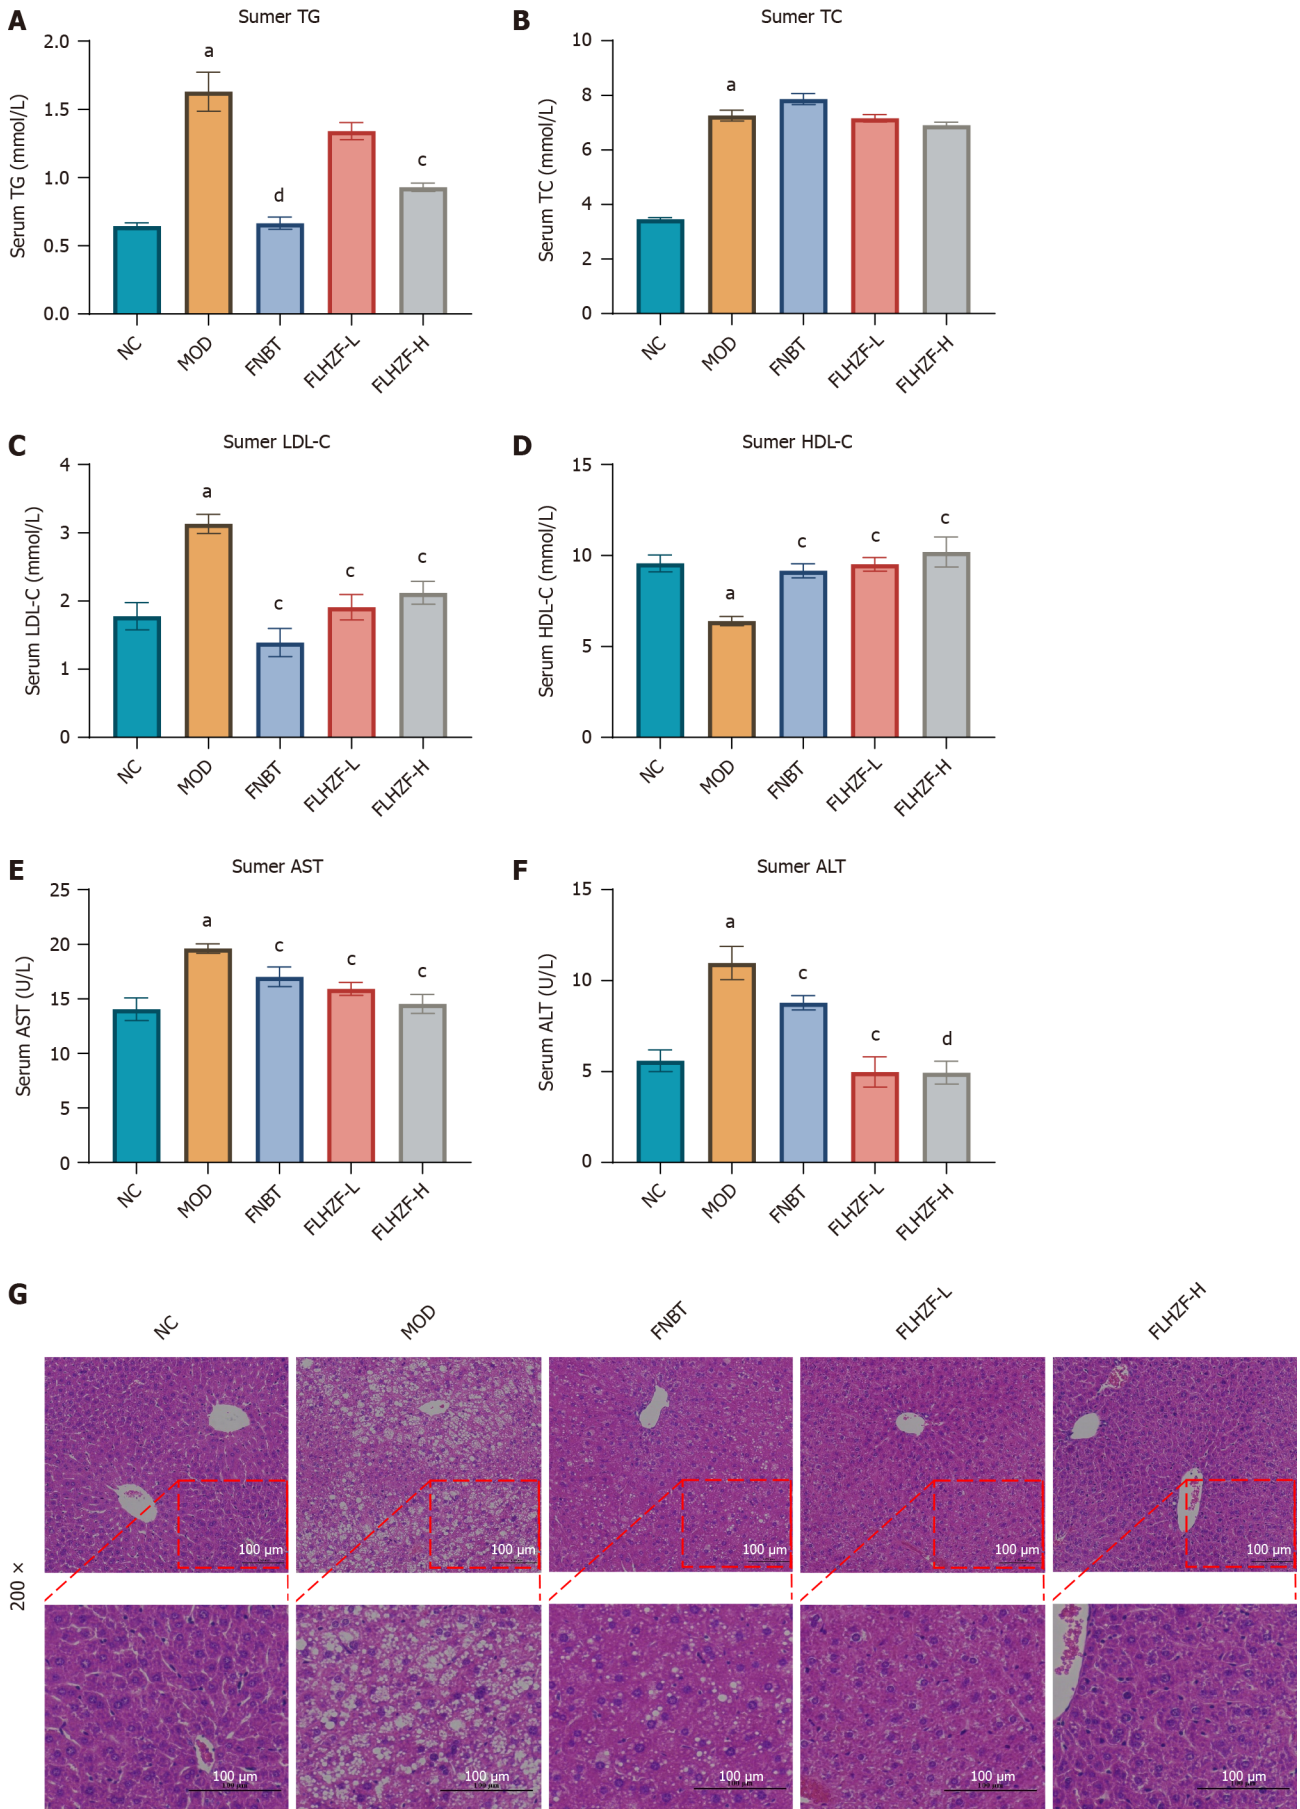 A
Sumer TG
Serum TG (mmol/L)
2.0
1.5
1.0
0.5
0.0
a
d
c
NC
MOD
FNBT
FLHZF-L
FLHZF-H
B
Sumer TC
Serum TC (mmol/L)
10
8
6
4
2
0
a
NC
MOD
FNBT
FLHZF-L
FLHZF-H
C
Sumer LDL-C
Serum LDL-C (mmol/L)
4
3
2
1
0
a
c
c
c
NC
MOD
FNBT
FLHZF-L
FLHZF-H
D
Sumer HDL-C
Serum HDL-C (mmol/L)
15
10
5
0
a
c
c
c
NC
MOD
FNBT
FLHZF-L
FLHZF-H
E
Sumer AST
Serum AST (U/L)
25
20
15
10
5
0
a
c
c
c
NC
MOD
FNBT
FLHZF-L
FLHZF-H
F
Sumer ALT
Serum ALT (U/L)
15
10
5
0
a
c
c
d
NC
MOD
FNBT
FLHZF-L
FLHZF-H
G
NC
MOD
FNBT
FLHZF-L
FLHZF-H
200 ×
100 μm
100 μm
100 μm
100 μm
100 μm
100 μm
100 μm
100 μm
100 μm
100 μm